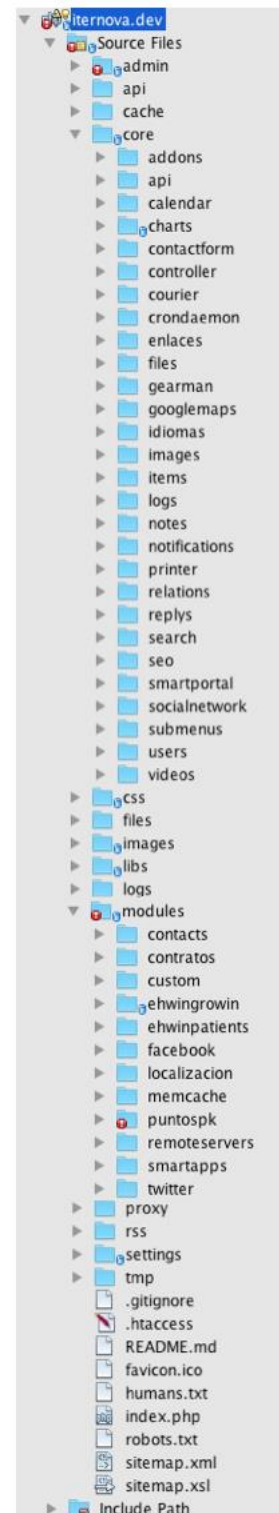 iternova.dev
Source Files
admin
api
cache
core
addons
api
calendar
charts
contactform
controller
courier
crondaemon
enlaces
files
gearman
googlemaps
idiomas
images
items
logs
notes
notifications
printer
relations
replys
search
seo
smartportal
socialnetwork
submenus
users
videos
css
files
images
libs
logs
modules
contacts
contratos
custom
ehwingrowin
ehwinpatients
facebook
localizacion
memcache
puntospk
remoteservers
smartapps
twitter
proxy
rss
settings
tmp
.gitignore
.htaccess
README.md
favicon.ico
humans.txt
index.php
robots.txt
sitemap.xml
sitemap.xsl
Include Path